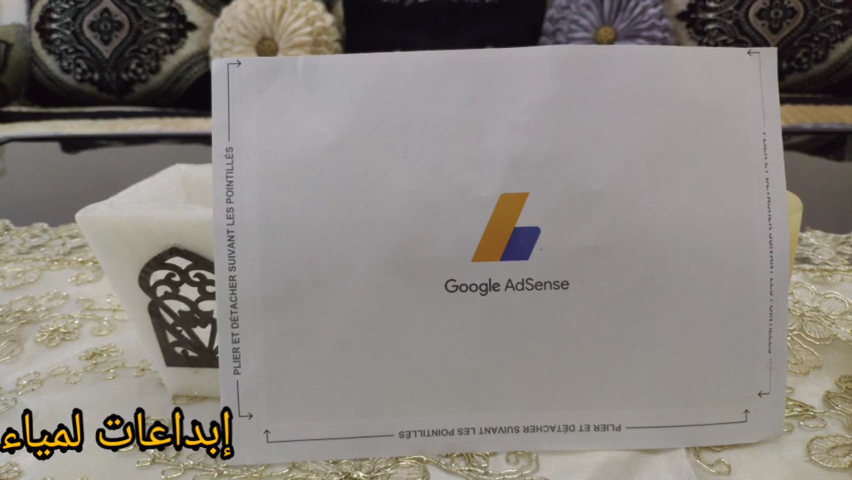 PLIER ET DÉTACHER SUIVANT LES POINTILLÉS
Google AdSense
PLIER ET DÉTACHER SUIVANT LES POINTILLÉS
إبداعات لمياء